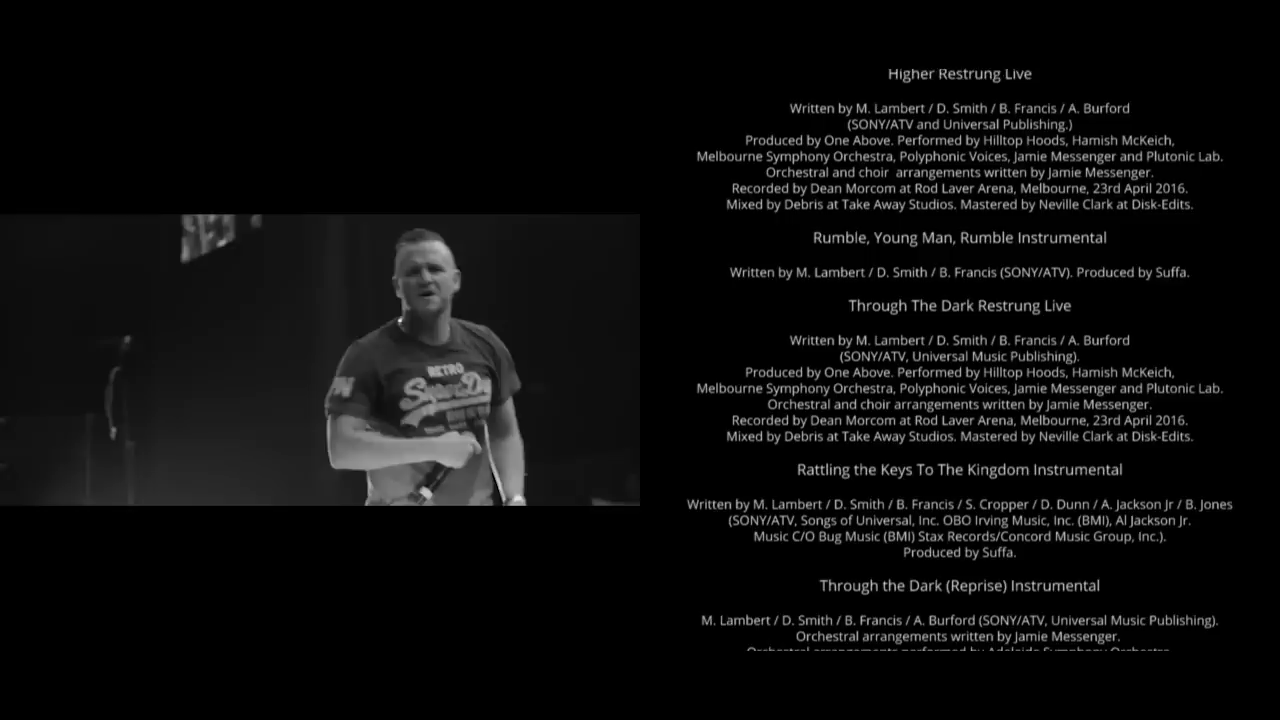 RETRO
Higher Restrung Live
Written by M. Lambert / D. Smith / B. Francis / A. Burford
(SONY/ATV and Universal Publishing.)
Produced by One Above. Performed by Hilltop Hoods, Hamish McKeich,
Melbourne Symphony Orchestra, Polyphonic Voices, Jamie Messenger and Plutonic Lab.
Orchestral and choir arrangements written by Jamie Messenger.
Recorded by Dean Morcom at Rod Laver Arena, Melbourne, 23rd April 2016.
Mixed by Debris at Take Away Studios. Mastered by Neville Clark at Disk-Edits.
Rumble, Young Man, Rumble Instrumental
Written by M. Lambert / D. Smith / B. Francis (SONY/ATV). Produced by Suffa.
Through The Dark Restrung Live
Written by M. Lambert / D. Smith / B. Francis / A. Burford
(SONY/ATV, Universal Music Publishing).
Produced by One Above. Performed by Hilltop Hoods, Hamish McKeich,
Melbourne Symphony Orchestra, Polyphonic Voices, Jamie Messenger and Plutonic Lab.
Orchestral and choir arrangements written by Jamie Messenger.
Recorded by Dean Morcom at Rod Laver Arena, Melbourne, 23rd April 2016.
Mixed by Debris at Take Away Studios. Mastered by Neville Clark at Disk-Edits.
Rattling the Keys To The Kingdom Instrumental
Written by M. Lambert / D. Smith / B. Francis / S. Cropper / D. Dunn / A. Jackson Jr / B. Jones
(SONY/ATV, Songs of Universal, Inc. OBO Irving Music, Inc. (BMI), Al Jackson Jr.
Music C/O Bug Music (BMI) Stax Records/Concord Music Group, Inc.).
Produced by Suffa.
Through the Dark (Reprise) Instrumental
M. Lambert / D. Smith / B. Francis / A. Burford (SONY/ATV, Universal Music Publishing).
Orchestral arrangements written by Jamie Messenger.
Orchestral arrangements performed by Adelaide Symphony Orchestra